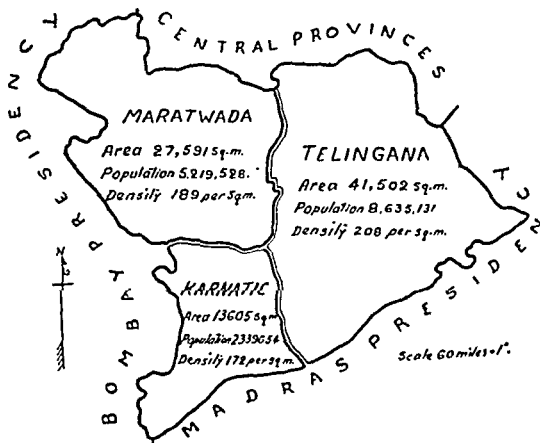 CENTRAL PROVINCES
BOMBAY PRESIDENCY
MARATWADA
Area 27,591 Sq.m.
Population 5,219,528.
Density 189 per Sq.m.
TELINGANA
Area 41,502 sq.m.
Population 8,635,131
Density 208 per sq.m.
KARNATIC
Area 13605 Sq m
Population 2339654
Density 172 per sq m.
MADRAS PRESIDENCY
Scale 60 miles = 1".